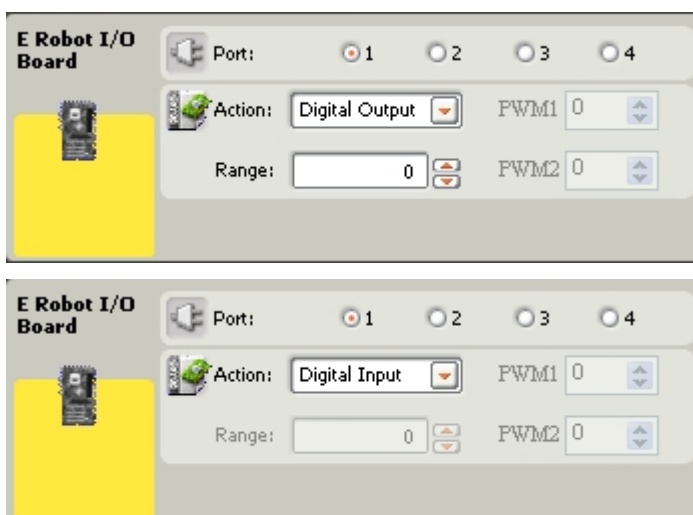 E Robot I/O
Board
Port: 1 2 3 4
Action: Digital Output PWM1 0
Range: 0 PWM2 0
E Robot I/O
Board
Port: 1 2 3 4
Action: Digital Input PWM1 0
Range: 0 PWM2 0